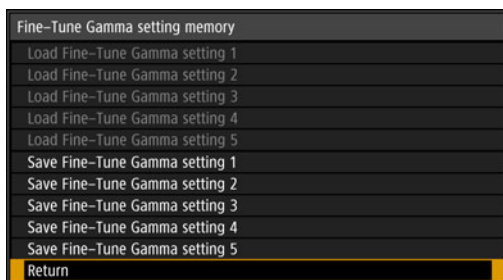 Fine–Tune Gamma setting memory
Load Fine–Tune Gamma setting 1
Load Fine–Tune Gamma setting 2
Load Fine–Tune Gamma setting 3
Load Fine–Tune Gamma setting 4
Load Fine–Tune Gamma setting 5
Save Fine–Tune Gamma setting 1
Save Fine–Tune Gamma setting 2
Save Fine–Tune Gamma setting 3
Save Fine–Tune Gamma setting 4
Save Fine–Tune Gamma setting 5
Return